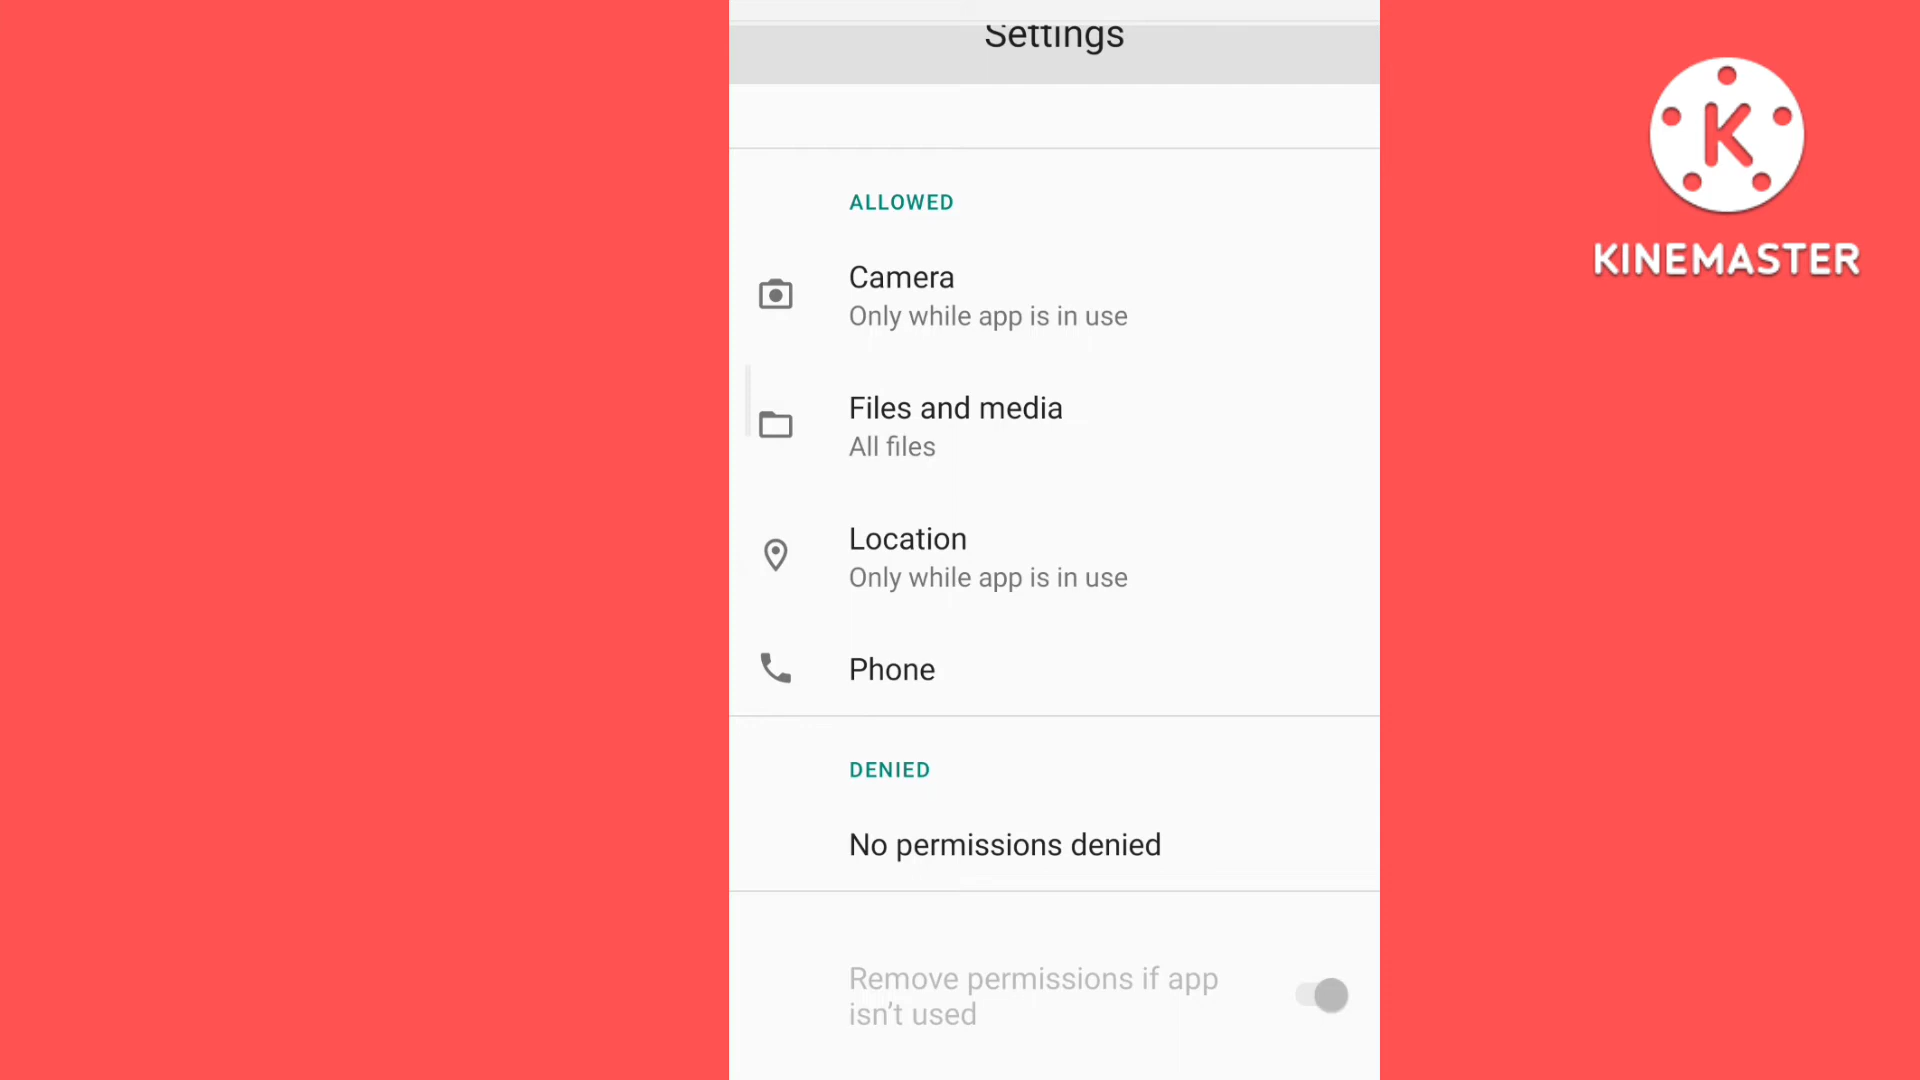 Settings
KINEMASTER
ALLOWED
Camera
Only while app is in use
Files and media
All files
Location
Only while app is in use
Phone
DENIED
No permissions denied
Remove permissions if app
isn't used